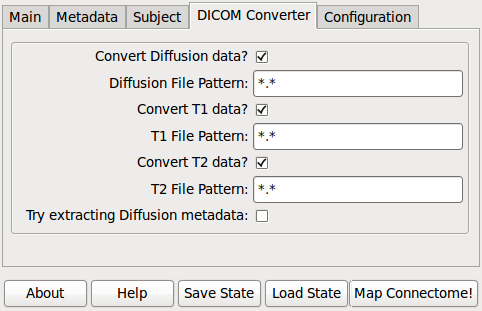 Main Metadata Subject DICOM Converter Configuration
Convert Diffusion data?
Diffusion File Pattern: *.*
Convert T1 data?
T1 File Pattern: *.*
Convert T2 data?
T2 File Pattern: *.*
Try extracting Diffusion metadata:
About Help Save State Load State Map Connectome!